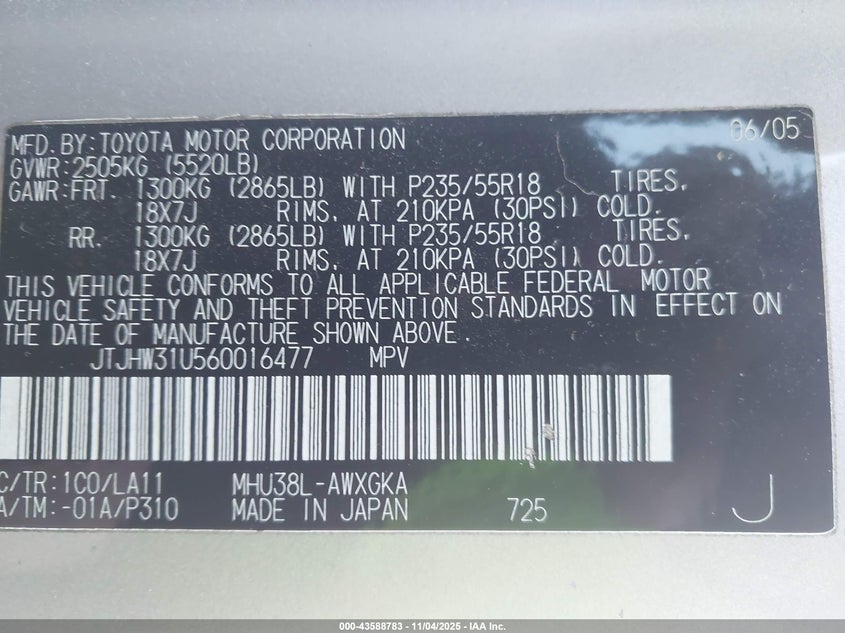 MFD. BY: TOYOTA MOTOR CORPORATION 06/05
GVWR: 2505KG (5520LB)
GAWR: FRT. 1300KG (2865LB) WITH P235/55R18 TIRES,
18X7J RIMS, AT 210KPA (30PSI) COLD.
RR. 1300KG (2865LB) WITH P235/55R18 TIRES,
18X7J RIMS, AT 210KPA (30PSI) COLD.
THIS VEHICLE CONFORMS TO ALL APPLICABLE FEDERAL MOTOR
VEHICLE SAFETY AND THEFT PREVENTION STANDARDS IN EFFECT ON
THE DATE OF MANUFACTURE SHOWN ABOVE.
JTJHW31U560016477 MPV
C/TR: 1C0/LA11 MHU38L-AWXGKA
A/TM: -01A/P310 MADE IN JAPAN 725 J
000-43588783 - 11/04/2025 - IAA Inc.